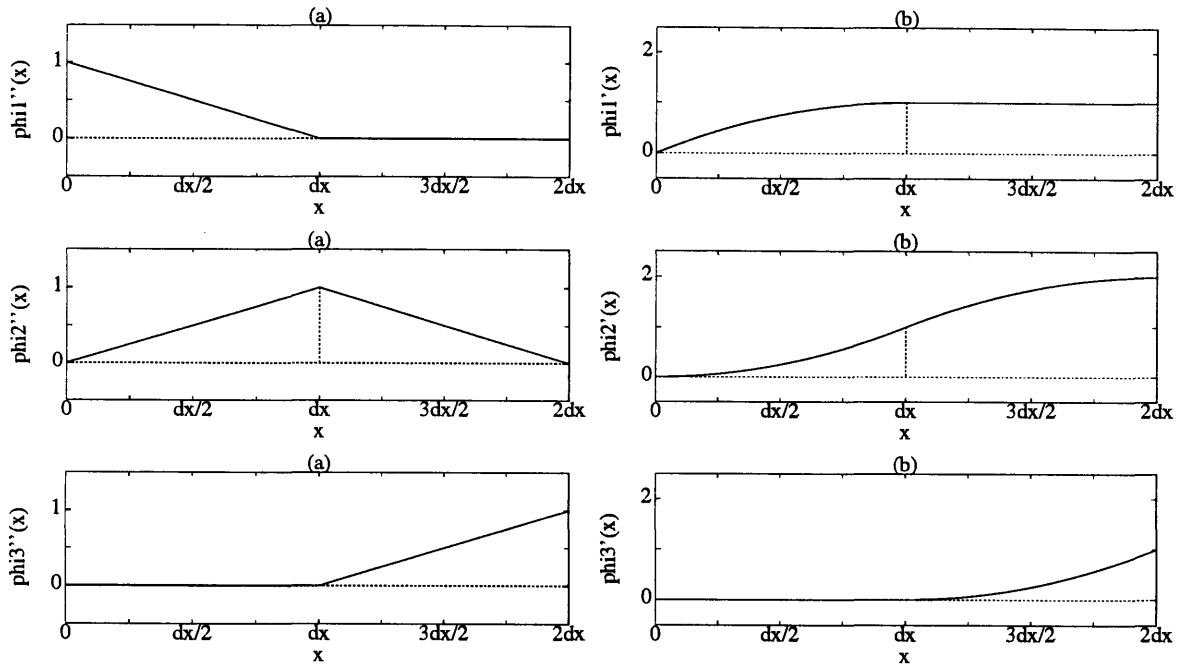 (a)
phi1''(x)
1
0
0 dx/2 dx 3dx/2 2dx
x
(b)
phi1'(x)
2
0
0 dx/2 dx 3dx/2 2dx
x
(a)
phi2''(x)
1
0
0 dx/2 dx 3dx/2 2dx
x
(b)
phi2'(x)
2
0
0 dx/2 dx 3dx/2 2dx
x
(a)
phi3''(x)
1
0
0 dx/2 dx 3dx/2 2dx
x
(b)
phi3'(x)
2
0
0 dx/2 dx 3dx/2 2dx
x